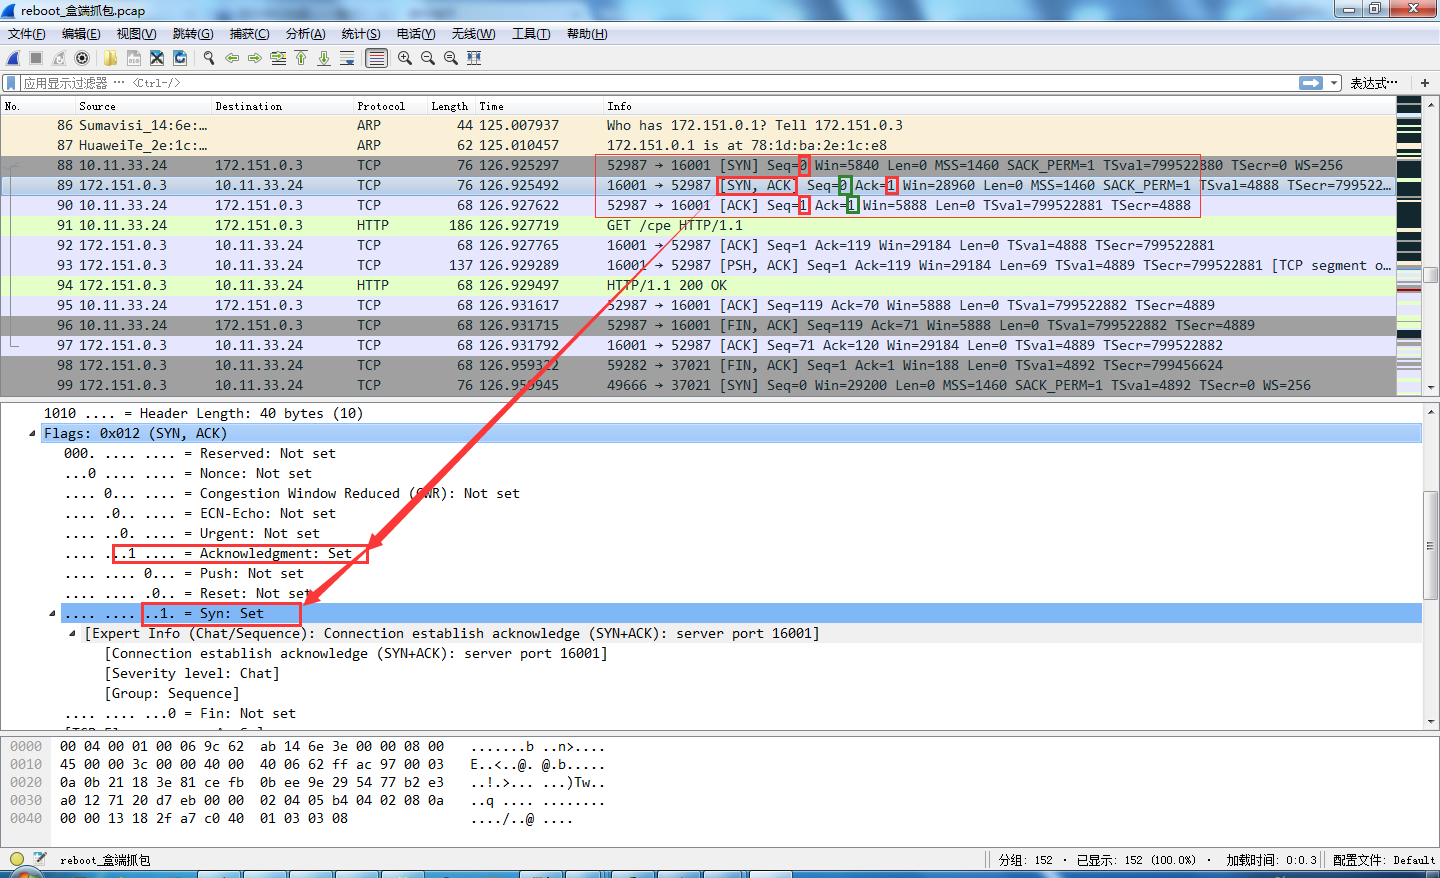 reboot_盒端抓包.pcap
文件(F) 编辑(E) 视图(V) 跳转(G) 捕获(C) 分析(A) 统计(S) 电话(Y) 无线(W) 工具(T) 帮助(H)
应用显示过滤器 … <Ctrl-/> 表达式… +
No. Source Destination Protocol Length Time Info
86 Sumavisi_14:6e:… ARP 44 125.007937 Who has 172.151.0.1? Tell 172.151.0.3
87 HuaweiTe_2e:1c:… ARP 62 125.010457 172.151.0.1 is at 78:1d:ba:2e:1c:e8
88 10.11.33.24 172.151.0.3 TCP 76 126.925297 52987 → 16001 [SYN] Seq=0 Win=5840 Len=0 MSS=1460 SACK_PERM=1 TSval=799522880 TSecr=0 WS=256
89 172.151.0.3 10.11.33.24 TCP 76 126.925492 16001 → 52987 [SYN, ACK] Seq=0 Ack=1 Win=28960 Len=0 MSS=1460 SACK_PERM=1 TSval=4888 TSecr=799522…
90 10.11.33.24 172.151.0.3 TCP 68 126.927622 52987 → 16001 [ACK] Seq=1 Ack=1 Win=5888 Len=0 TSval=799522881 TSecr=4888
91 10.11.33.24 172.151.0.3 HTTP 186 126.927719 GET /cpe HTTP/1.1
92 172.151.0.3 10.11.33.24 TCP 68 126.927765 16001 → 52987 [ACK] Seq=1 Ack=119 Win=29184 Len=0 TSval=4888 TSecr=799522881
93 172.151.0.3 10.11.33.24 TCP 137 126.929289 16001 → 52987 [PSH, ACK] Seq=1 Ack=119 Win=29184 Len=69 TSval=4889 TSecr=799522881 [TCP segment o…
94 172.151.0.3 10.11.33.24 HTTP 68 126.929497 HTTP/1.1 200 OK
95 10.11.33.24 172.151.0.3 TCP 68 126.931617 52987 → 16001 [ACK] Seq=119 Ack=70 Win=5888 Len=0 TSval=799522882 TSecr=4889
96 10.11.33.24 172.151.0.3 TCP 68 126.931715 52987 → 16001 [FIN, ACK] Seq=119 Ack=71 Win=5888 Len=0 TSval=799522882 TSecr=4889
97 172.151.0.3 10.11.33.24 TCP 68 126.931792 16001 → 52987 [ACK] Seq=71 Ack=120 Win=29184 Len=0 TSval=4889 TSecr=799522882
98 172.151.0.3 10.11.33.24 TCP 68 126.959322 59282 → 37021 [FIN, ACK] Seq=1 Ack=1 Win=188 Len=0 TSval=4892 TSecr=799456624
99 172.151.0.3 10.11.33.24 TCP 76 126.959945 49666 → 37021 [SYN] Seq=0 Win=29200 Len=0 MSS=1460 SACK_PERM=1 TSval=4892 TSecr=0 WS=256
1010 .... = Header Length: 40 bytes (10)
Flags: 0x012 (SYN, ACK)
000. .... .... = Reserved: Not set
...0 .... .... = Nonce: Not set
.... 0... .... = Congestion Window Reduced (CWR): Not set
.... .0.. .... = ECN-Echo: Not set
.... ..0. .... = Urgent: Not set
.... ...1 .... = Acknowledgment: Set
.... .... 0... = Push: Not set
.... .... .0.. = Reset: Not set
.... .... ..1. = Syn: Set
[Expert Info (Chat/Sequence): Connection establish acknowledge (SYN+ACK): server port 16001]
[Connection establish acknowledge (SYN+ACK): server port 16001]
[Severity level: Chat]
[Group: Sequence]
.... .... ...0 = Fin: Not set
0000 00 04 00 01 00 06 9c 62 ab 14 6e 3e 00 00 08 00 .......b ..n>....
0010 45 00 00 3c 00 00 40 00 40 06 62 ff ac 97 00 03 E..<..@. @.b.....
0020 0a 0b 21 18 3e 81 ce fb 0b ee 9e 29 54 77 b2 e3 ..!.>... ...)Tw..
0030 a0 12 71 20 d7 eb 00 00 02 04 05 b4 04 02 08 0a ..q .... ........
0040 00 00 13 18 2f a7 c0 40 01 03 03 08 ..../..@ ....
reboot_盒端抓包 分组: 152 · 已显示: 152 (100.0%) · 加载时间: 0:0.3 配置文件: Default